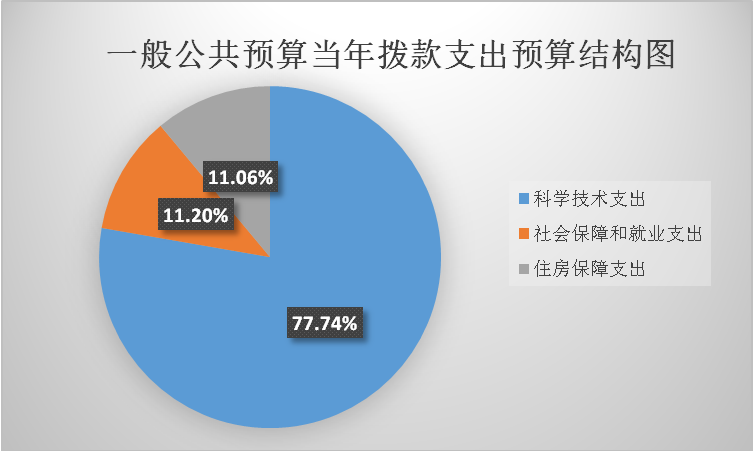 一般公共预算当年拨款支出预算结构图
11.06%
11.20%
77.74%
科学技术支出
社会保障和就业支出
住房保障支出